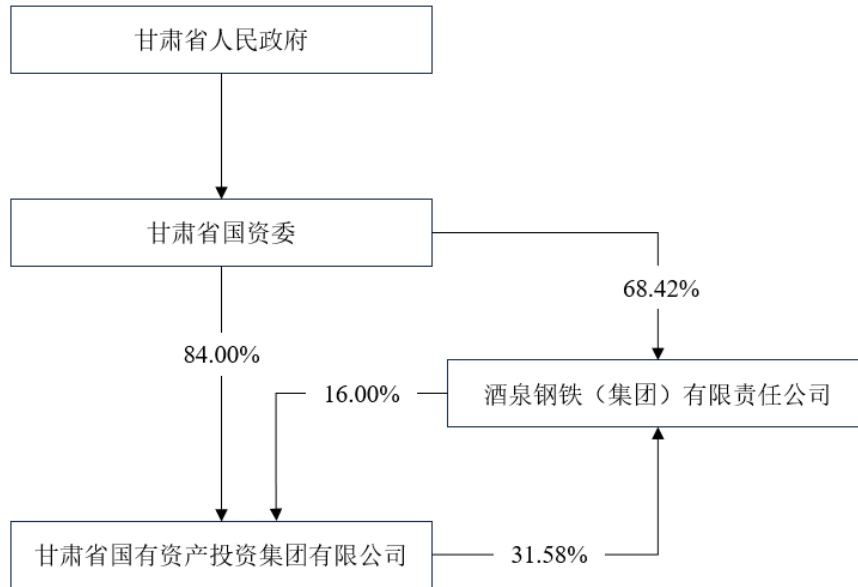 甘肃省人民政府
甘肃省国资委
68.42%
84.00%
16.00%
酒泉钢铁（集团）有限责任公司
甘肃省国有资产投资集团有限公司
31.58%